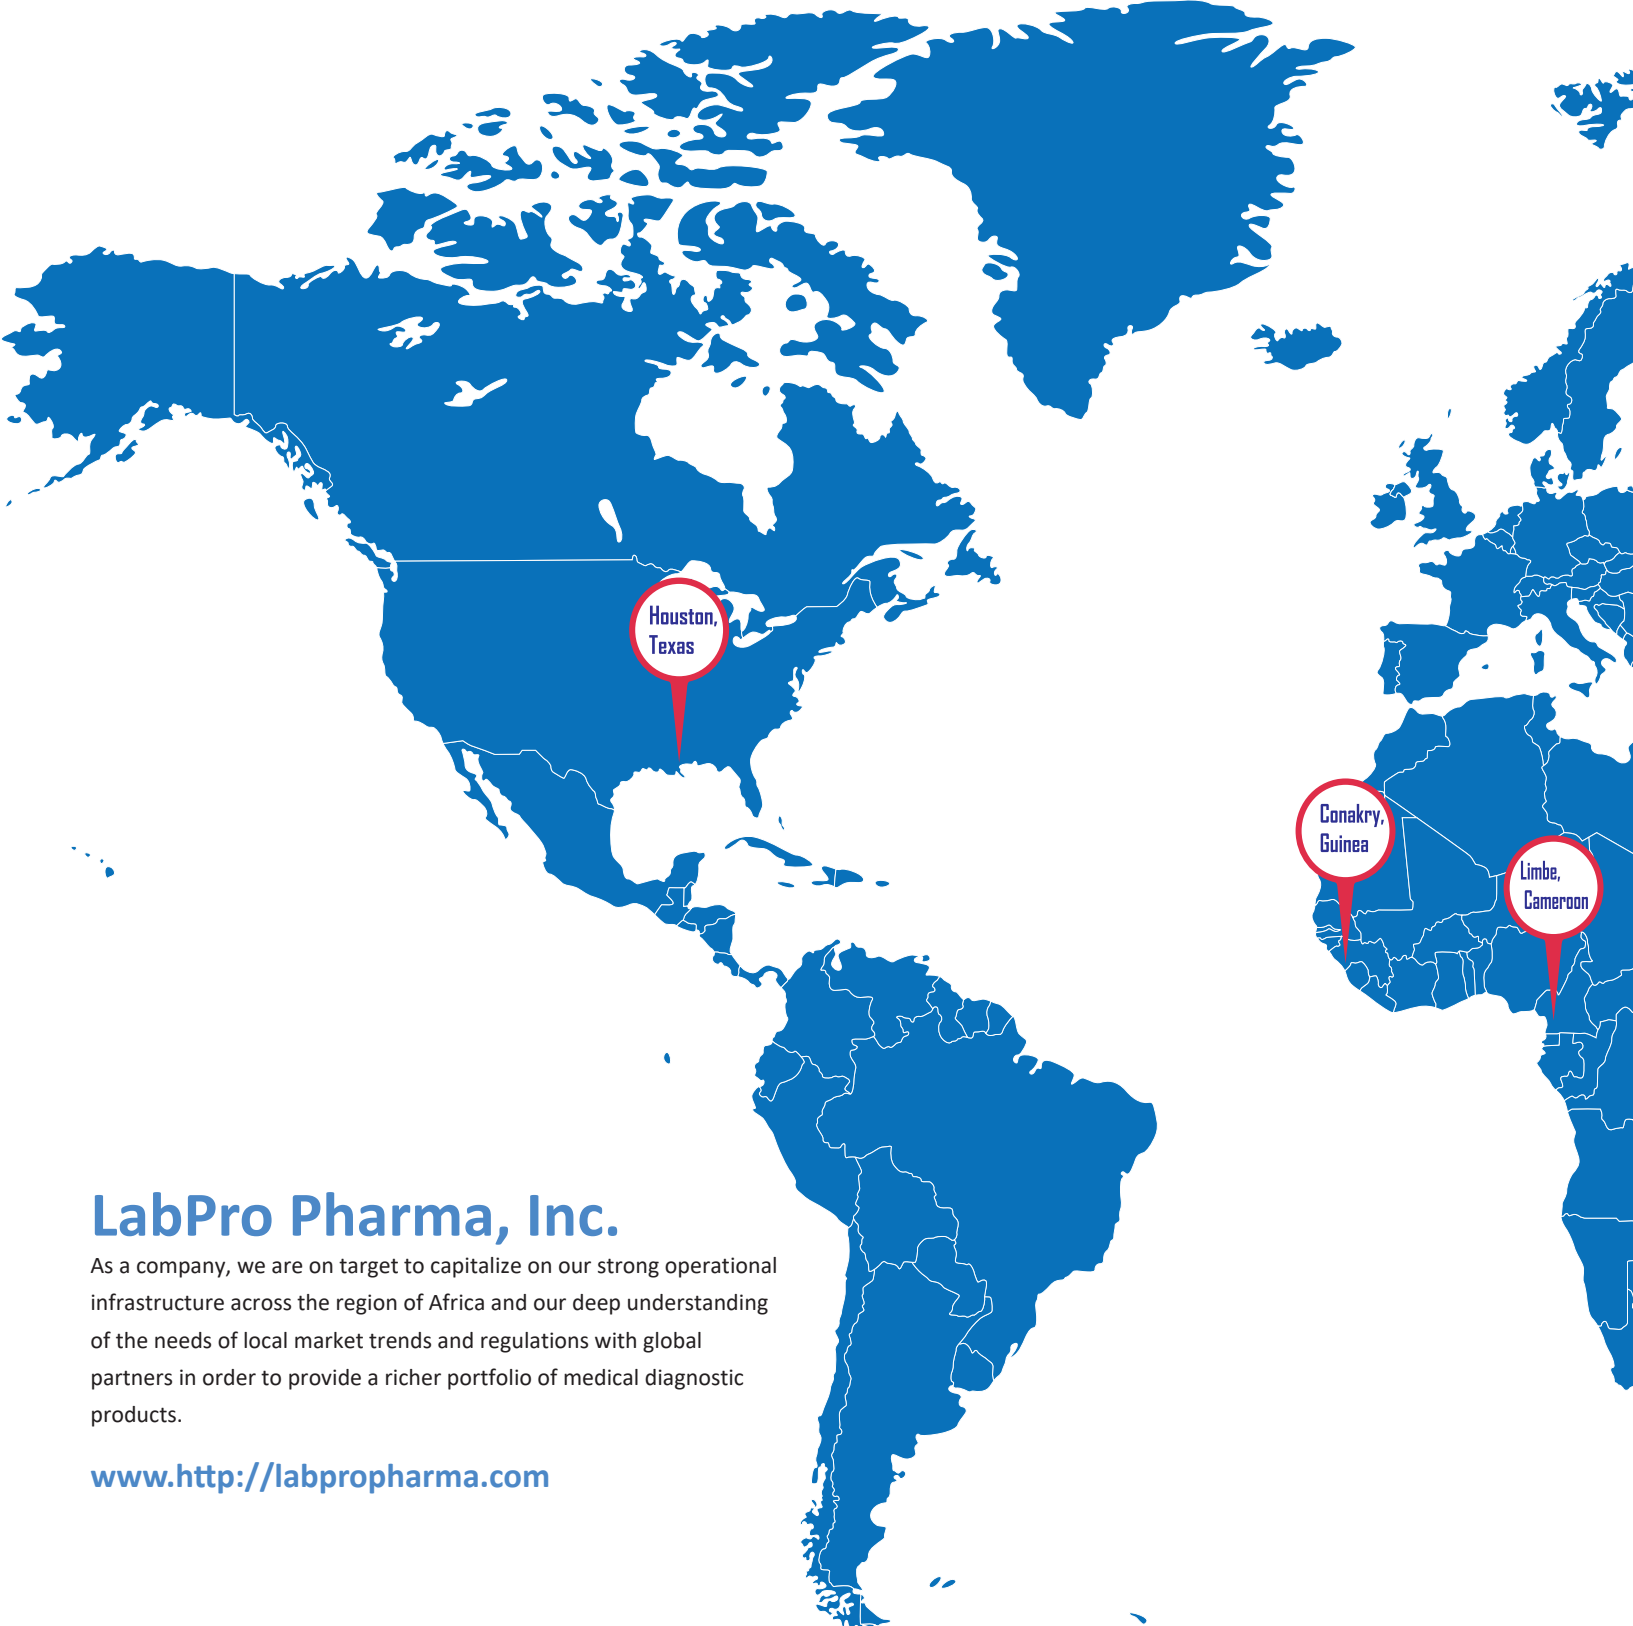 Houston,
Texas
Conakry,
Guinea
Limbe,
Cameroon
LabPro Pharma, Inc.
As a company, we are on target to capitalize on our strong operational
infrastructure across the region of Africa and our deep understanding
of the needs of local market trends and regulations with global
partners in order to provide a richer portfolio of medical diagnostic
products.
www.http://labpropharma.com